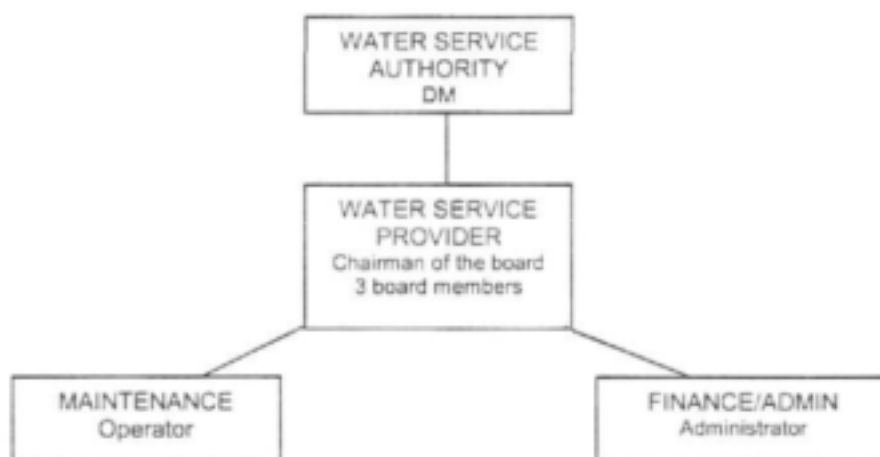 WATER SERVICE
AUTHORITY
DM
WATER SERVICE
PROVIDER
Chairman of the board
3 board members
MAINTENANCE
Operator
FINANCE/ADMIN
Administrator